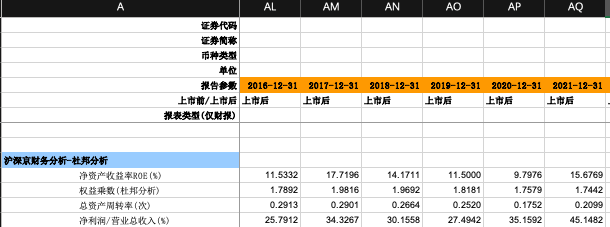 A AL AM AN AO AP AQ
证券代码
证券简称
币种类型
单位
报告参数 2016-12-31 2017-12-31 2018-12-31 2019-12-31 2020-12-31 2021-12-31
上市前/上市后 上市后 上市后 上市后 上市后 上市后 上市后
报表类型(仅财报)
沪深京财务分析-杜邦分析
净资产收益率ROE(%) 11.5332 17.7196 14.1711 11.5000 9.7976 15.6769
权益乘数(杜邦分析) 1.7892 1.9816 1.9692 1.8181 1.7579 1.7442
总资产周转率(次) 0.2913 0.2901 0.2664 0.2520 0.1752 0.2099
净利润/营业总收入(%) 25.7912 34.3267 30.1558 27.4942 35.1592 45.1482